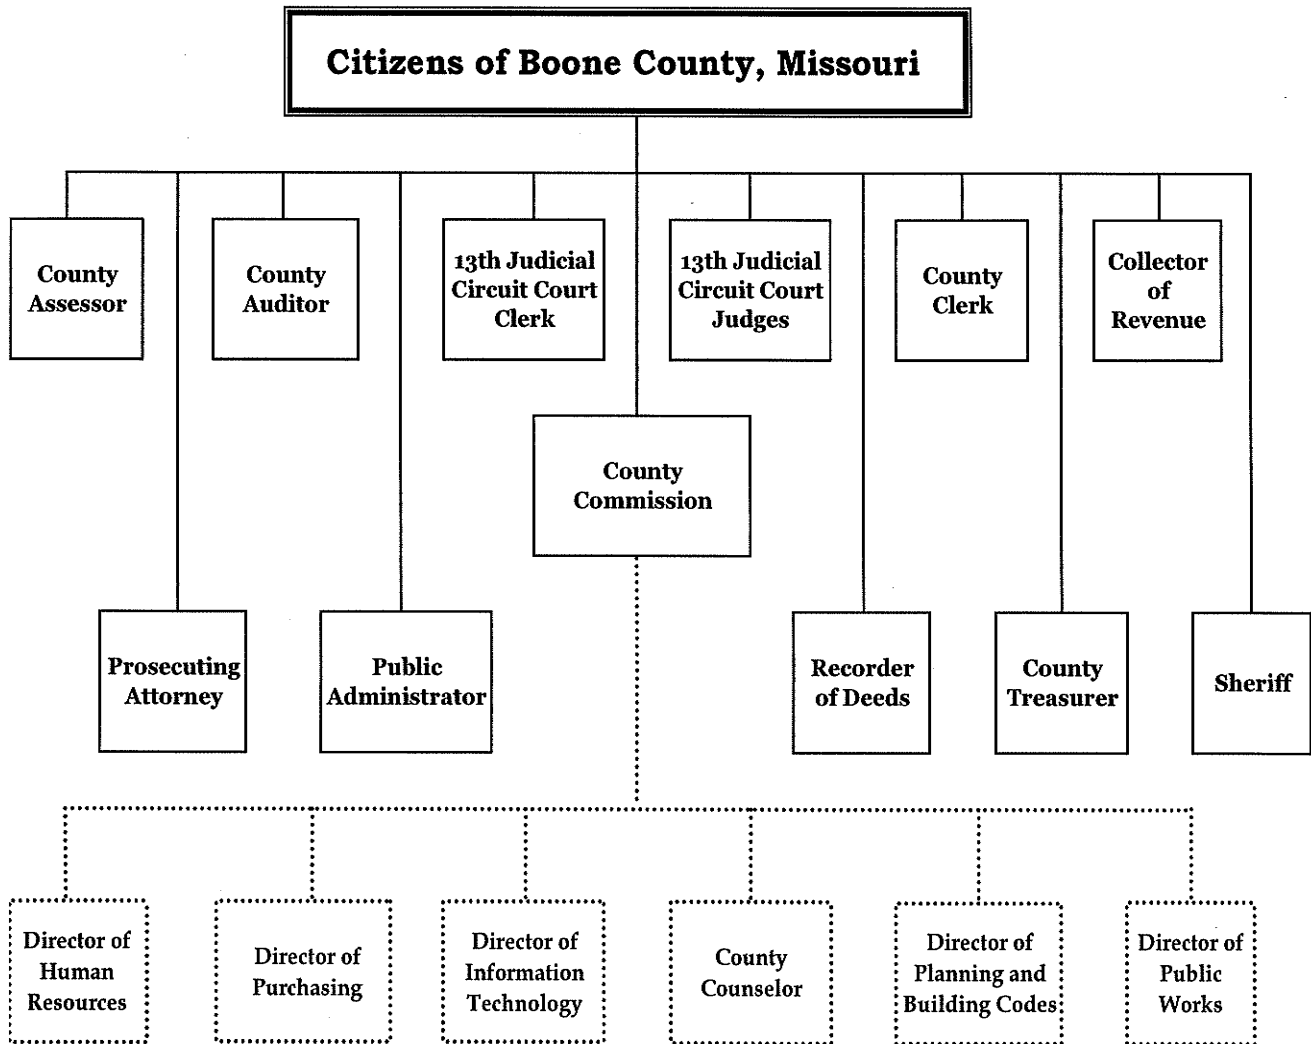 Citizens of Boone County, Missouri
County
Assessor
County
Auditor
13th Judicial
Circuit Court
Clerk
13th Judicial
Circuit Court
Judges
County
Clerk
Collector
of
Revenue
County
Commission
Prosecuting
Attorney
Public
Administrator
Recorder
of Deeds
County
Treasurer
Sheriff
Director of
Human
Resources
Director of
Purchasing
Director of
Information
Technology
County
Counselor
Director of
Planning and
Building Codes
Director of
Public
Works